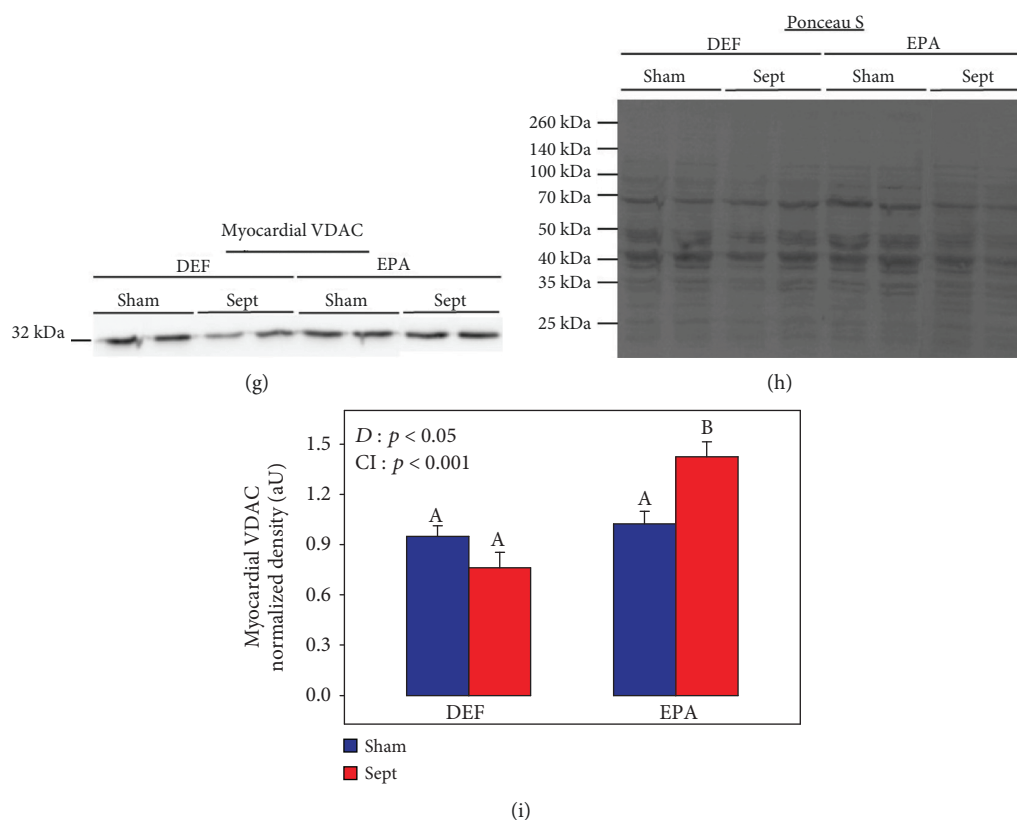 Myocardial VDAC
DEF EPA
Sham Sept Sham Sept
32 kDa
(g)
Ponceau S
DEF EPA
Sham Sept Sham Sept
260 kDa
140 kDa
100 kDa
70 kDa
50 kDa
40 kDa
35 kDa
25 kDa
(h)
Myocardial VDAC
normalized density (aU)
1.5
1.2
0.9
0.6
0.3
0.0
D : p < 0.05
CI : p < 0.001
A A A B
DEF EPA
Sham
Sept
(i)